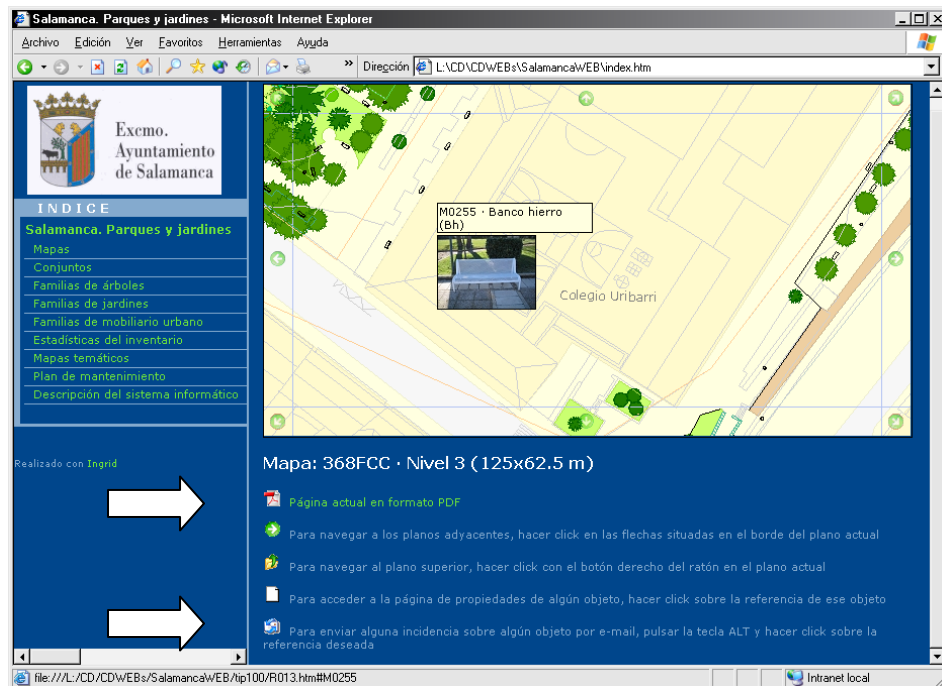 Salamanca. Parques y jardines - Microsoft Internet Explorer
Archivo Edición Ver Favoritos Herramientas Ayuda
» Dirección L:\CD\CDWEBs\SalamancaWEB\index.htm
Excmo.
Ayuntamiento
de Salamanca
INDICE
Salamanca. Parques y jardines
Mapas
Conjuntos
Familias de árboles
Familias de jardines
Familias de mobiliario urbano
Estadísticas del inventario
Mapas temáticos
Plan de mantenimiento
Descripción del sistema informático
Realizado con Ingrid
M0255 · Banco hierro
(Bh)
Colegio Uribarri
Mapa: 368FCC · Nivel 3 (125x62.5 m)
Página actual en formato PDF
Para navegar a los planos adyacentes, hacer click en las flechas situadas en el borde del plano actual
Para navegar al plano superior, hacer click con el botón derecho del ratón en el plano actual
Para acceder a la página de propiedades de algún objeto, hacer click sobre la referencia de ese objeto
Para enviar alguna incidencia sobre algún objeto por e-mail, pulsar la tecla ALT y hacer click sobre la
referencia deseada
file:///L:/CD/CDWEBs/SalamancaWEB/tip100/R013.htm#M0255
Intranet local